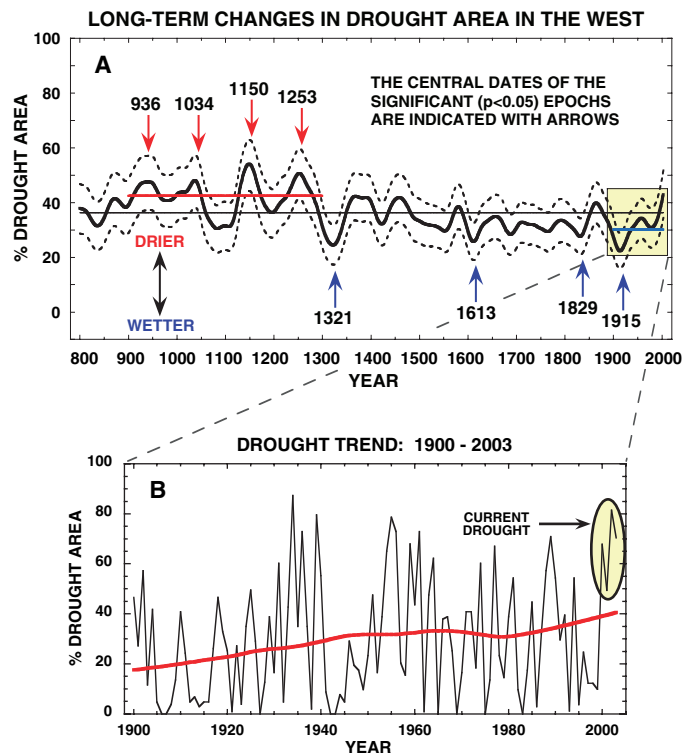 LONG-TERM CHANGES IN DROUGHT AREA IN THE WEST
A
THE CENTRAL DATES OF THE
SIGNIFICANT (p<0.05) EPOCHS
ARE INDICATED WITH ARROWS
936
1034
1150
1253
% DROUGHT AREA
100
80
60
40
20
0
DRIER
WETTER
1321
1613
1829
1915
800 900 1000 1100 1200 1300 1400 1500 1600 1700 1800 1900 2000
YEAR
DROUGHT TREND: 1900 - 2003
B
CURRENT
DROUGHT
% DROUGHT AREA
100
80
60
40
20
0
1900 1920 1940 1960 1980 2000
YEAR